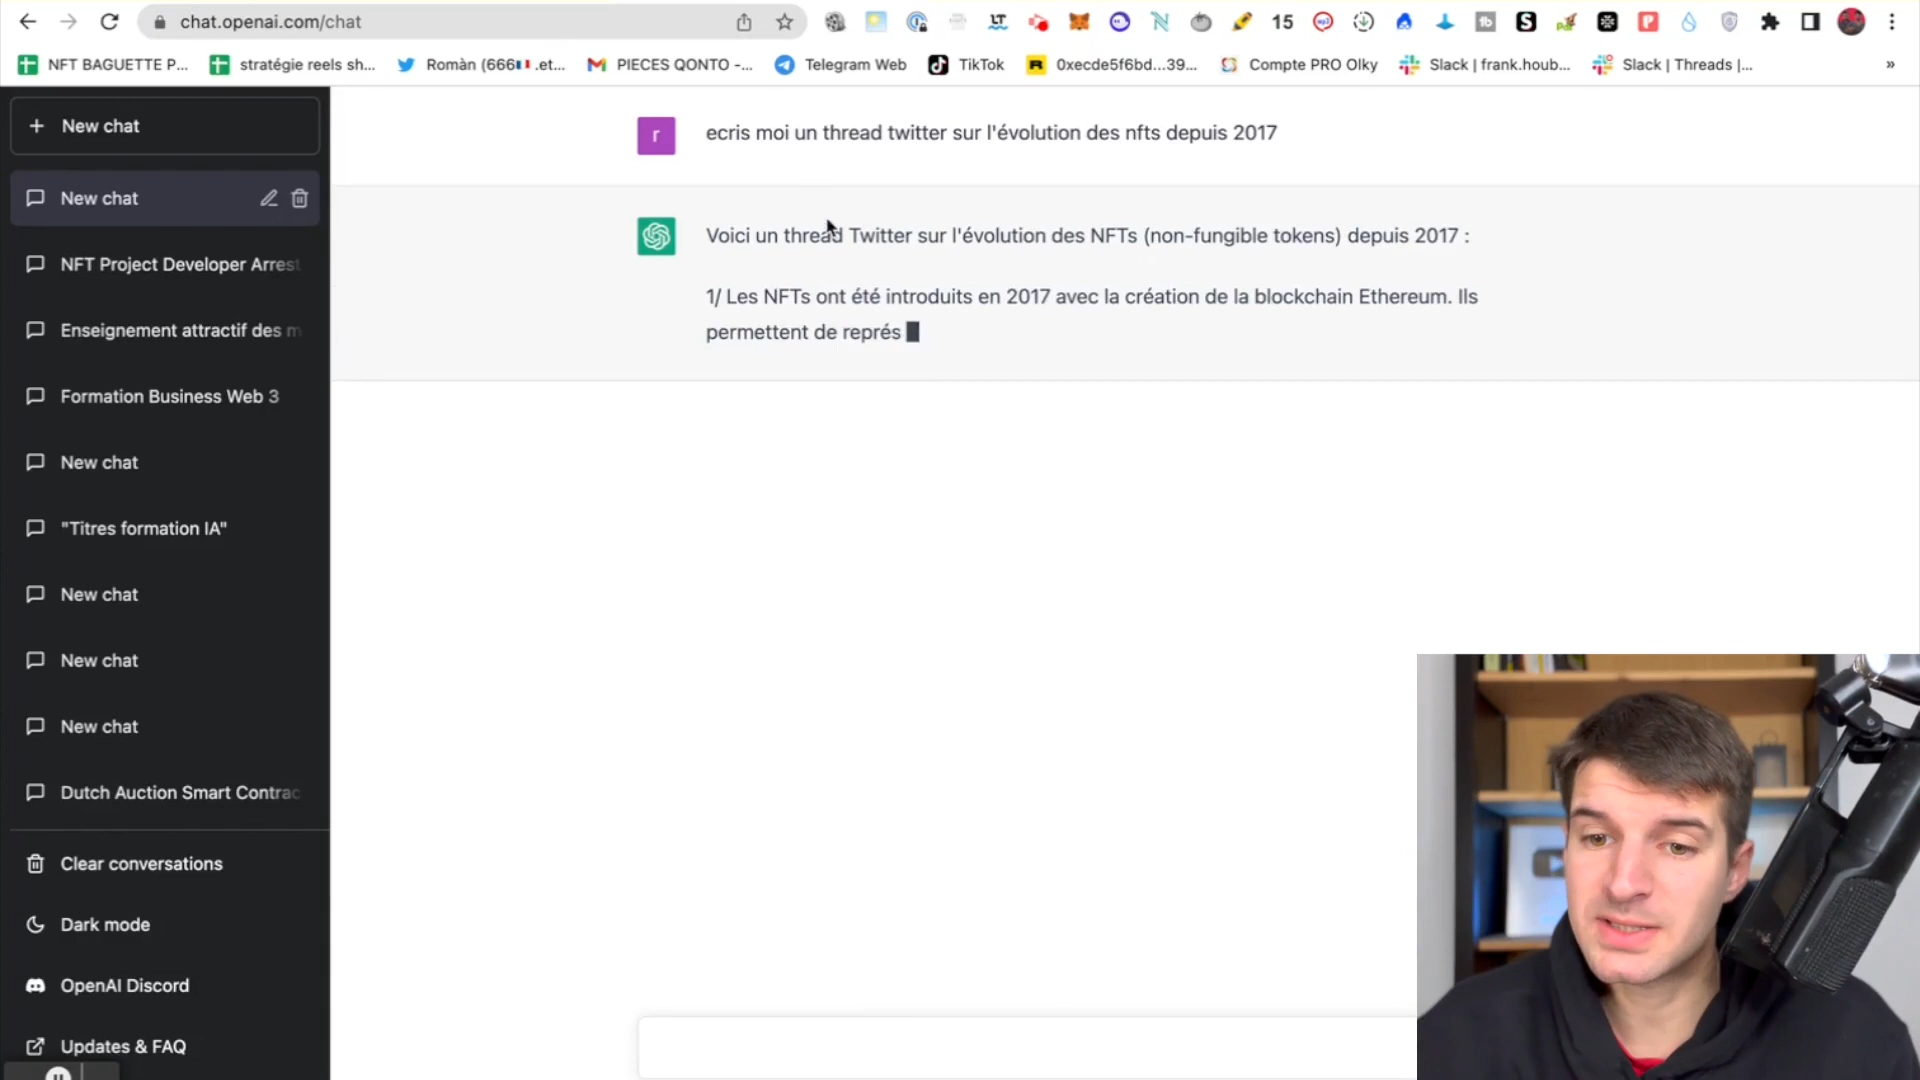 chat.openai.com/chat
15
NFT BAGUETTE P...
stratégie reels sh...
Romàn (666🇫🇷.et...
PIECES QONTO -...
Telegram Web
TikTok
0xecde5f6bd...39...
Compte PRO Olky
Slack | frank.houb...
Slack | Threads |...
»
+ New chat
New chat
NFT Project Developer Arrest
Enseignement attractif des m
Formation Business Web 3
New chat
"Titres formation IA"
New chat
New chat
New chat
Dutch Auction Smart Contrac
Clear conversations
Dark mode
OpenAI Discord
Updates & FAQ
r
ecris moi un thread twitter sur l'évolution des nfts depuis 2017
Voici un thread Twitter sur l'évolution des NFTs (non-fungible tokens) depuis 2017 :
1/ Les NFTs ont été introduits en 2017 avec la création de la blockchain Ethereum. Ils
permettent de représ